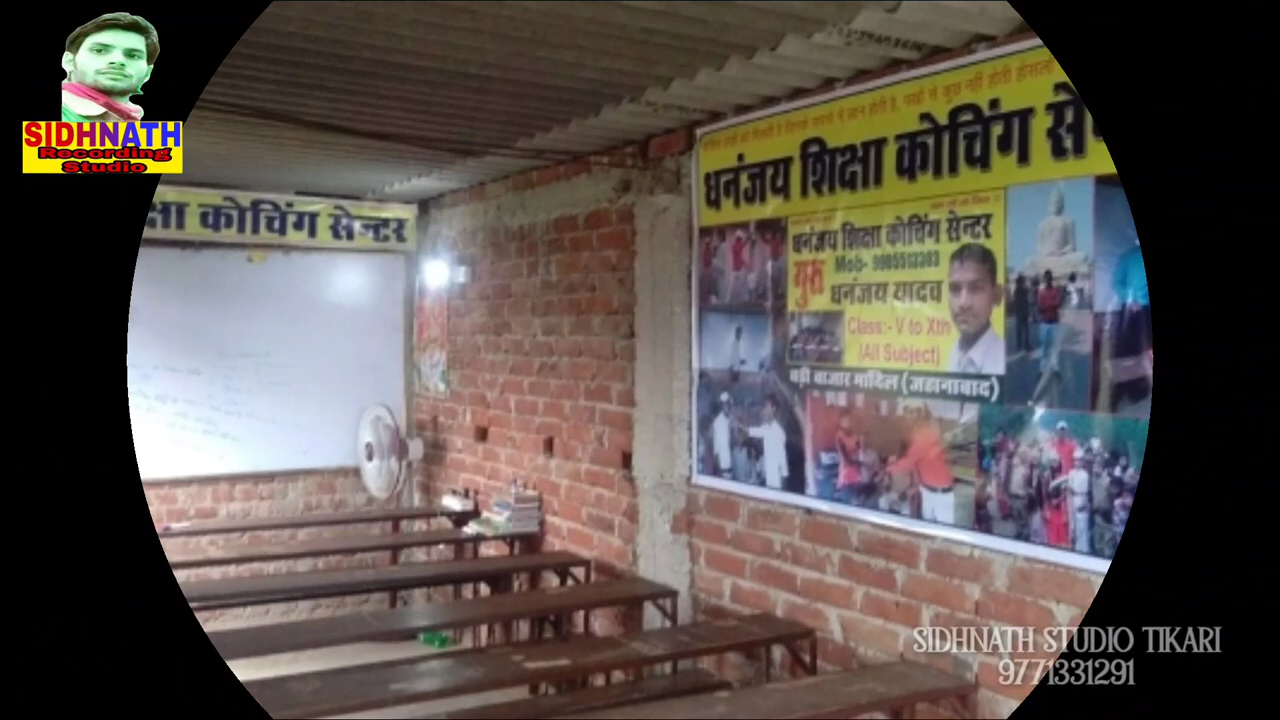 SIDHNATH
Recording
Studio
क्षा कोचिंग सेन्टर
धनंजय शिक्षा कोचिंग से
धनंजय शिक्षा कोचिंग सेन्टर
गुरू
Mob-
धनंजय यादव
Class:- V to Xth
(All Subject)
बड़ी बाजार मांदिल (जहानाबाद)
SIDHNATH STUDIO TIKARI
9771331291